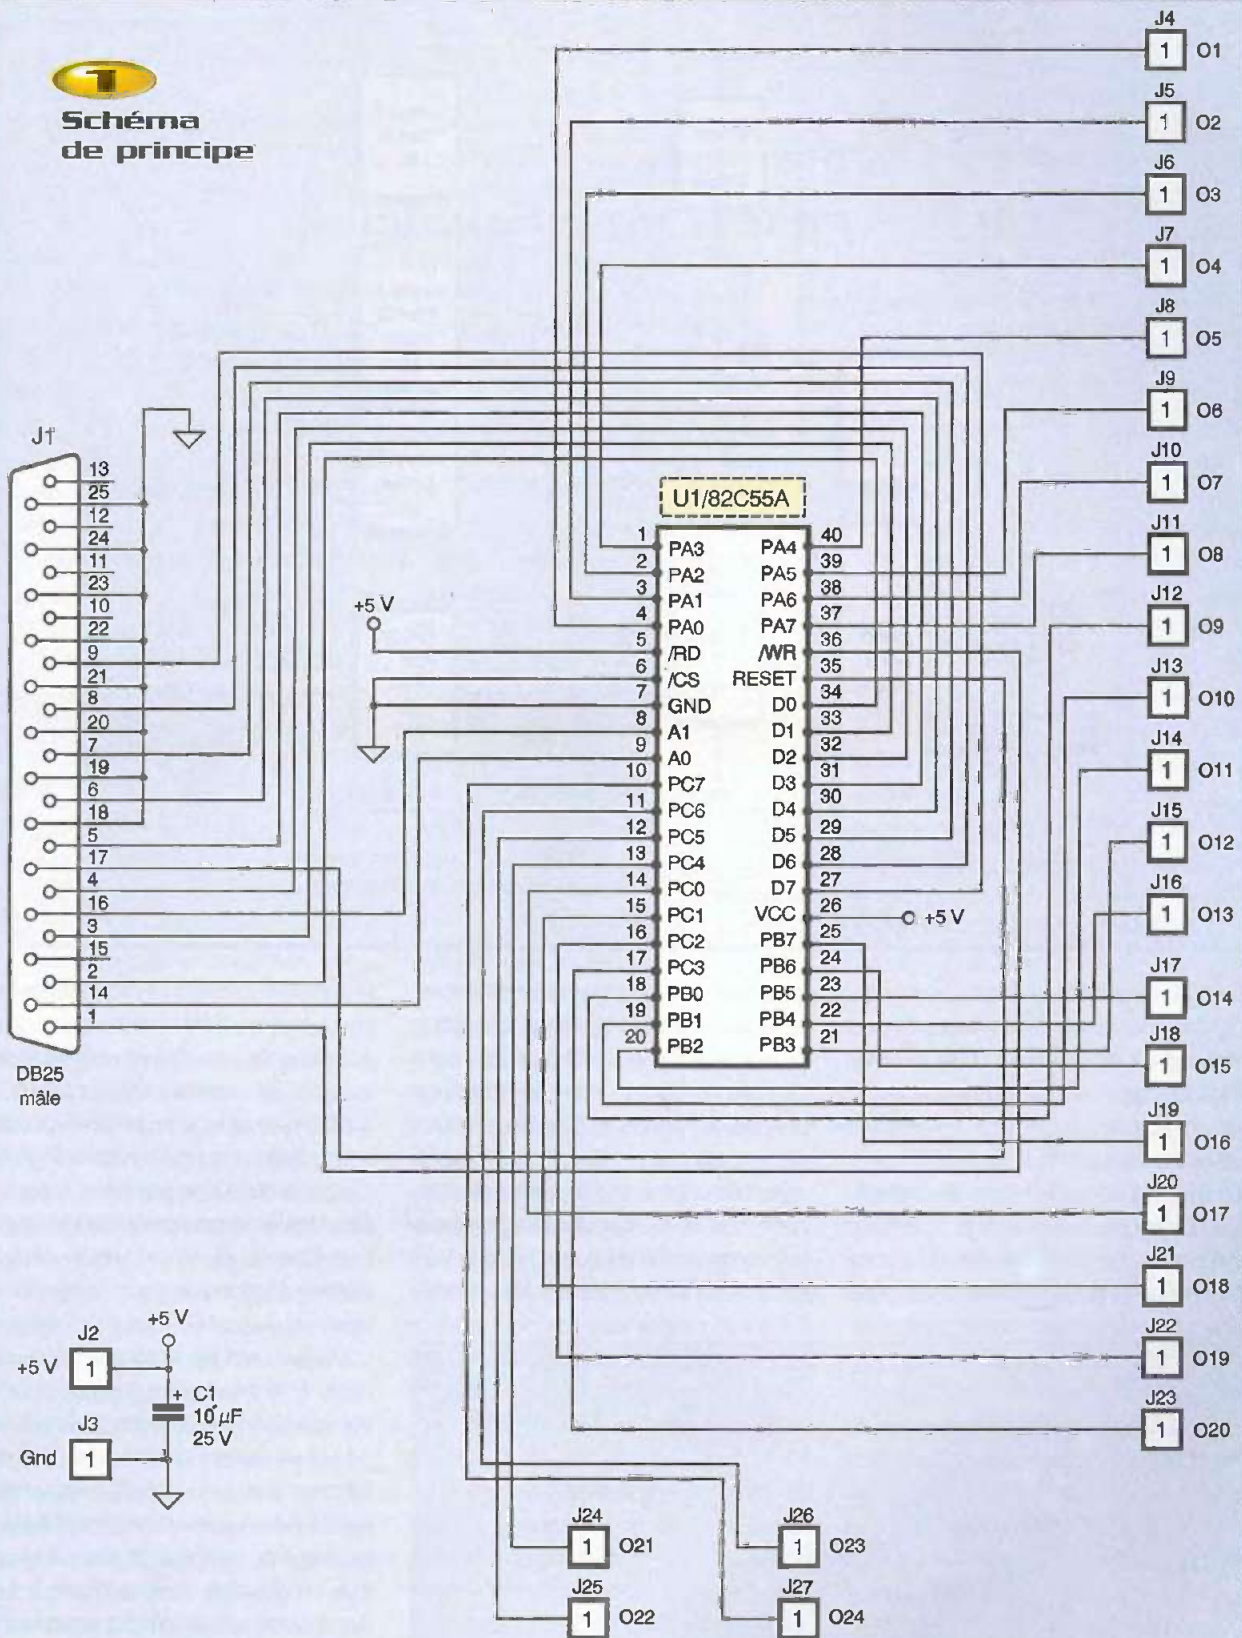 1
Schéma
de principe
J4
1 O1
J5
1 O2
J6
1 O3
J7
1 O4
J8
1 O5
J9
1 O6
J10
1 O7
J11
1 O8
J12
1 O9
J13
1 O10
J14
1 O11
J15
1 O12
J16
1 O13
J17
1 O14
J18
1 O15
J19
1 O16
J20
1 O17
J21
1 O18
J22
1 O19
J23
1 O20
J1
13
25
12
24
11
23
10
22
9
21
8
20
7
19
6
18
5
17
4
16
3
15
2
14
1
DB25
mâle
+5 V
U1/82C55A
1 PA3 PA4 40
2 PA2 PA5 39
3 PA1 PA6 38
4 PA0 PA7 37
5 /RD /WR 36
6 /CS RESET 35
7 GND D0 34
8 A1 D1 33
9 A0 D2 32
10 PC7 D3 31
11 PC6 D4 30
12 PC5 D5 29
13 PC4 D6 28
14 PC0 D7 27
15 PC1 VCC 26 +5 V
16 PC2 PB7 25
17 PC3 PB6 24
18 PB0 PB5 23
19 PB1 PB4 22
20 PB2 PB3 21
+5 V
J2
+5 V 1
+ C1
10 µF
25 V
J3
Gnd 1
J24
1 O21
J25
1 O22
J26
1 O23
J27
1 O24